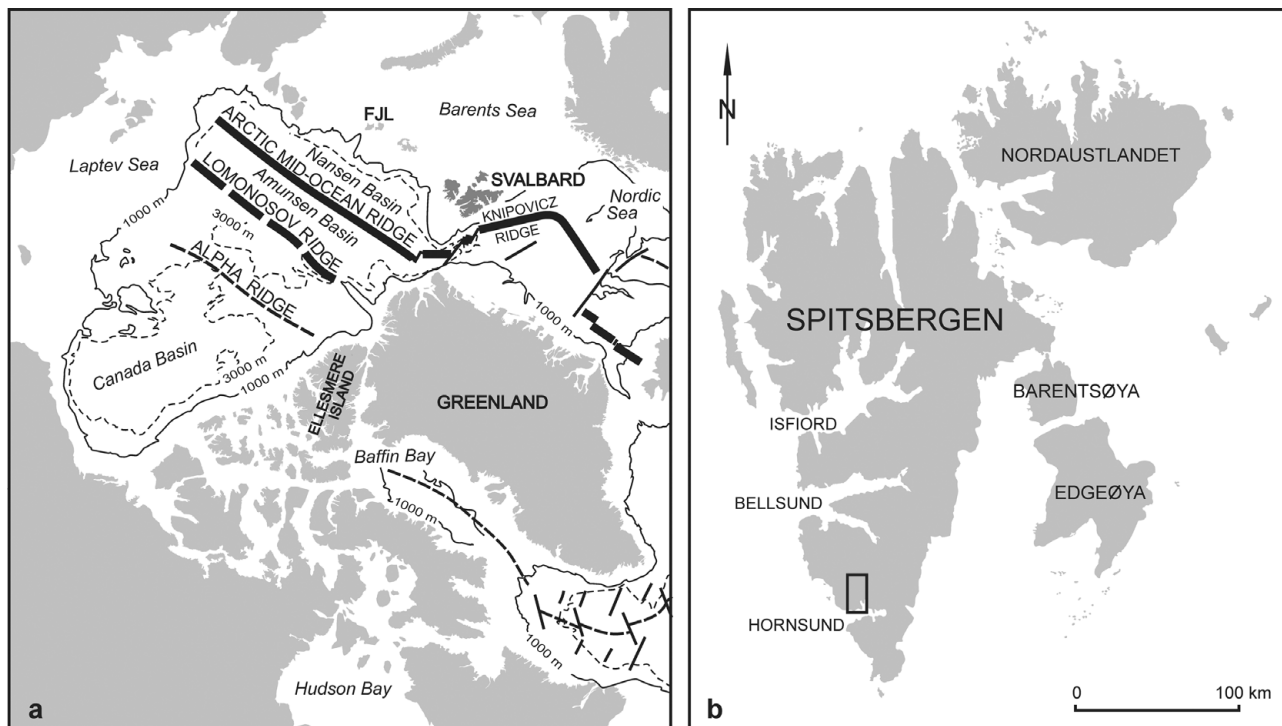 Laptev Sea
FJL
Barents Sea
ARCTIC MID-OCEAN RIDGE
Nansen Basin
LOMONOSOV RIDGE
Amunsen Basin
SVALBARD
KNIPOVICZ
RIDGE
Nordic
Sea
1000 m
3000 m
ALPHA RIDGE
1000 m
Canada Basin
3000 m
1000 m
ELLESMERE
ISLAND
GREENLAND
Baffin Bay
1000 m
1000 m
Hudson Bay
a
N
NORDAUSTLANDET
SPITSBERGEN
BARENTSØYA
ISFIORD
EDGEØYA
BELLSUND
HORNSUND
0
100 km
b